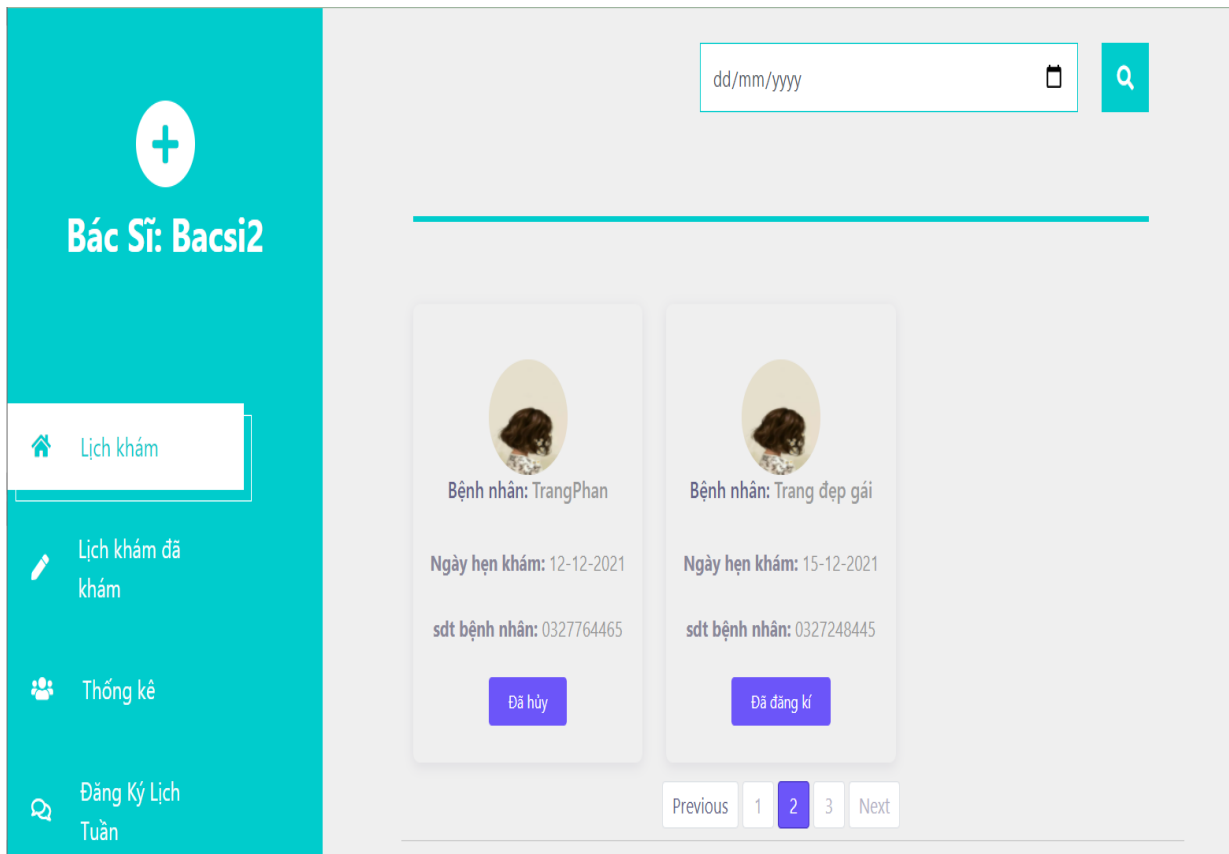 dd/mm/yyyy
Bác Sĩ: Bacsi2
Lịch khám
Lịch khám đã
khám
Thống kê
Đăng Ký Lịch
Tuần
Bệnh nhân: TrangPhan
Ngày hẹn khám: 12-12-2021
sdt bệnh nhân: 0327764465
Đã hủy
Bệnh nhân: Trang đẹp gái
Ngày hẹn khám: 15-12-2021
sdt bệnh nhân: 0327248445
Đã đăng kí
Previous 1 2 3 Next